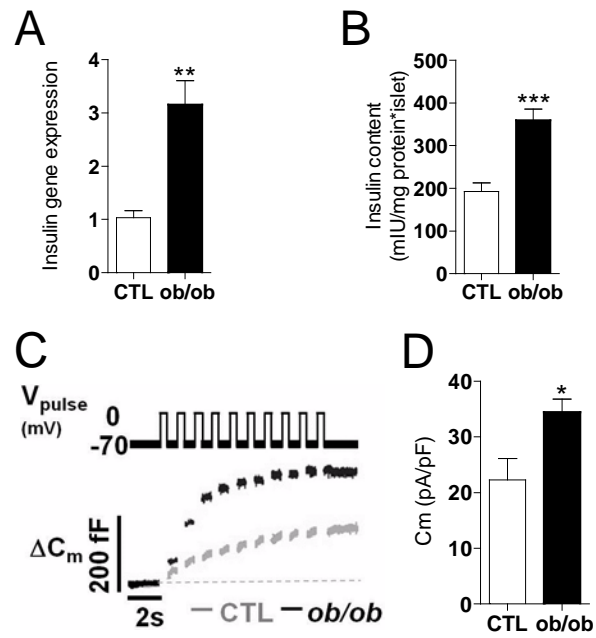 A
Insulin gene expression
4
3
2
1
0
**
CTL ob/ob
B
Insulin content
(mIU/mg protein*islet)
500
400
300
200
100
0
***
CTL ob/ob
C
Vpulse
(mV)
0
-70
ΔCm
200 fF
2s
CTL ob/ob
D
Cm (pA/pF)
40
30
20
10
0
*
CTL ob/ob